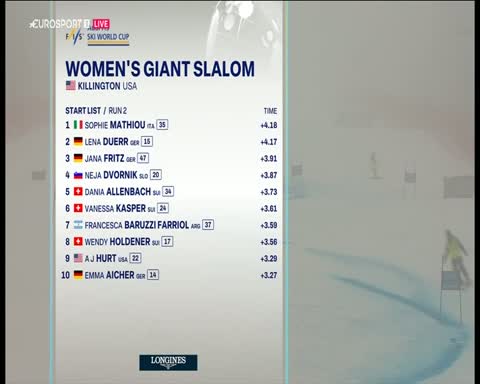 EUROSPORT 1 LIVE
FIS SKI WORLD CUP
WOMEN'S GIANT SLALOM
KILLINGTON USA
START LIST / RUN 2 TIME
1 SOPHIE MATHIOU ITA 35 +4.18
2 LENA DUERR GER 15 +4.17
3 JANA FRITZ GER 47 +3.91
4 NEJA DVORNIK SLO 20 +3.87
5 DANIA ALLENBACH SUI 34 +3.73
6 VANESSA KASPER SUI 24 +3.61
7 FRANCESCA BARUZZI FARRIOL ARG 37 +3.59
8 WENDY HOLDENER SUI 17 +3.56
9 A J HURT USA 22 +3.29
10 EMMA AICHER GER 14 +3.27
LONGINES